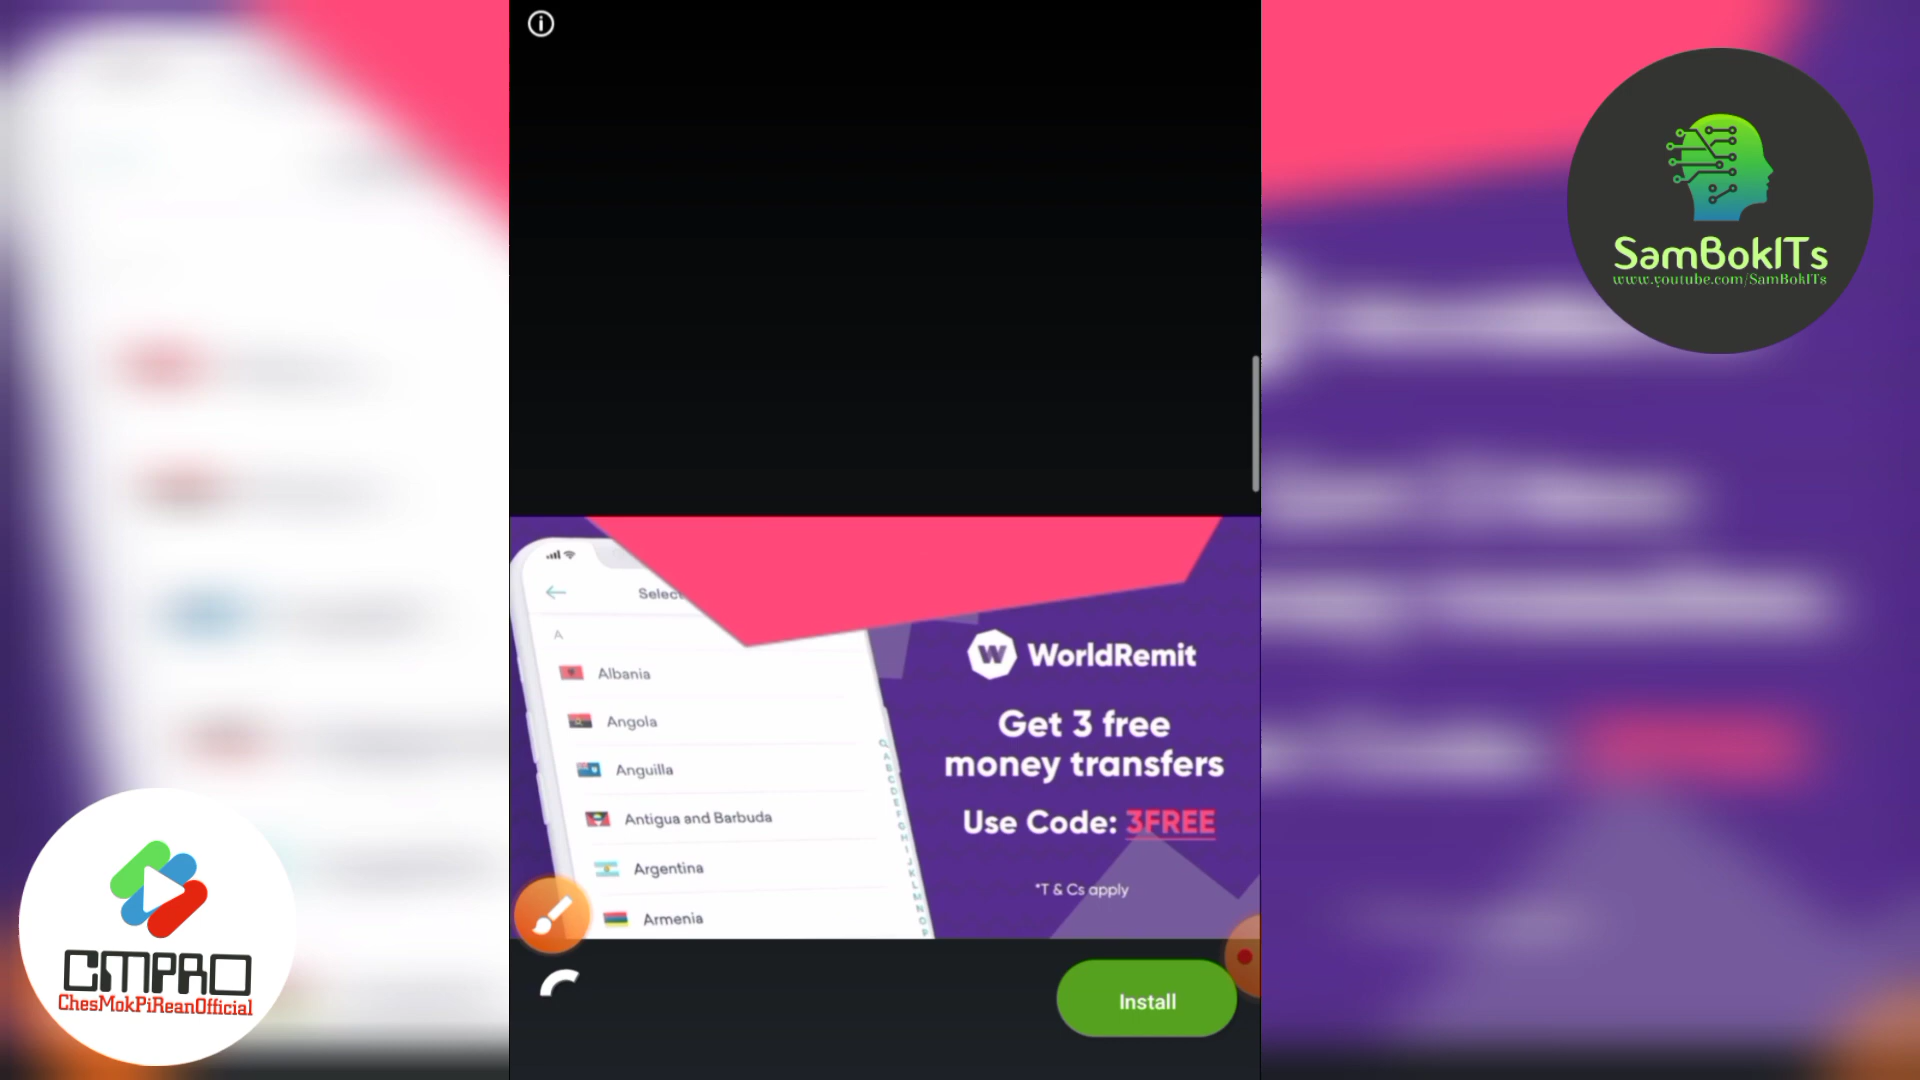 SamBokITs
www.youtube.com/SamBokITs
Select
A
Albania
Angola
Anguilla
Antigua and Barbuda
Argentina
Armenia
W WorldRemit
Get 3 free
money transfers
Use Code: 3FREE
*T & Cs apply
Install
CMPRO
ChesMokPiReanOfficial